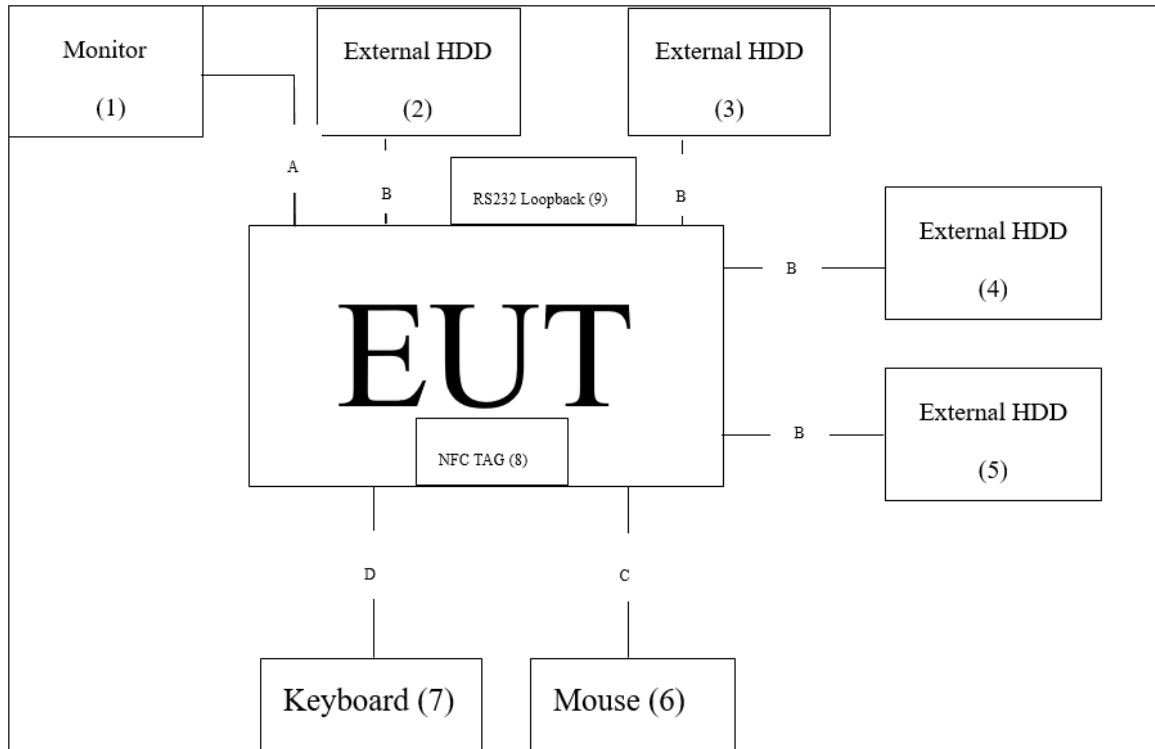 Monitor
(1)
External HDD
(2)
External HDD
(3)
A
B
RS232 Loopback (9)
B
External HDD
(4)
B
EUT
External HDD
(5)
B
NFC TAG (8)
D
C
Keyboard (7)
Mouse (6)